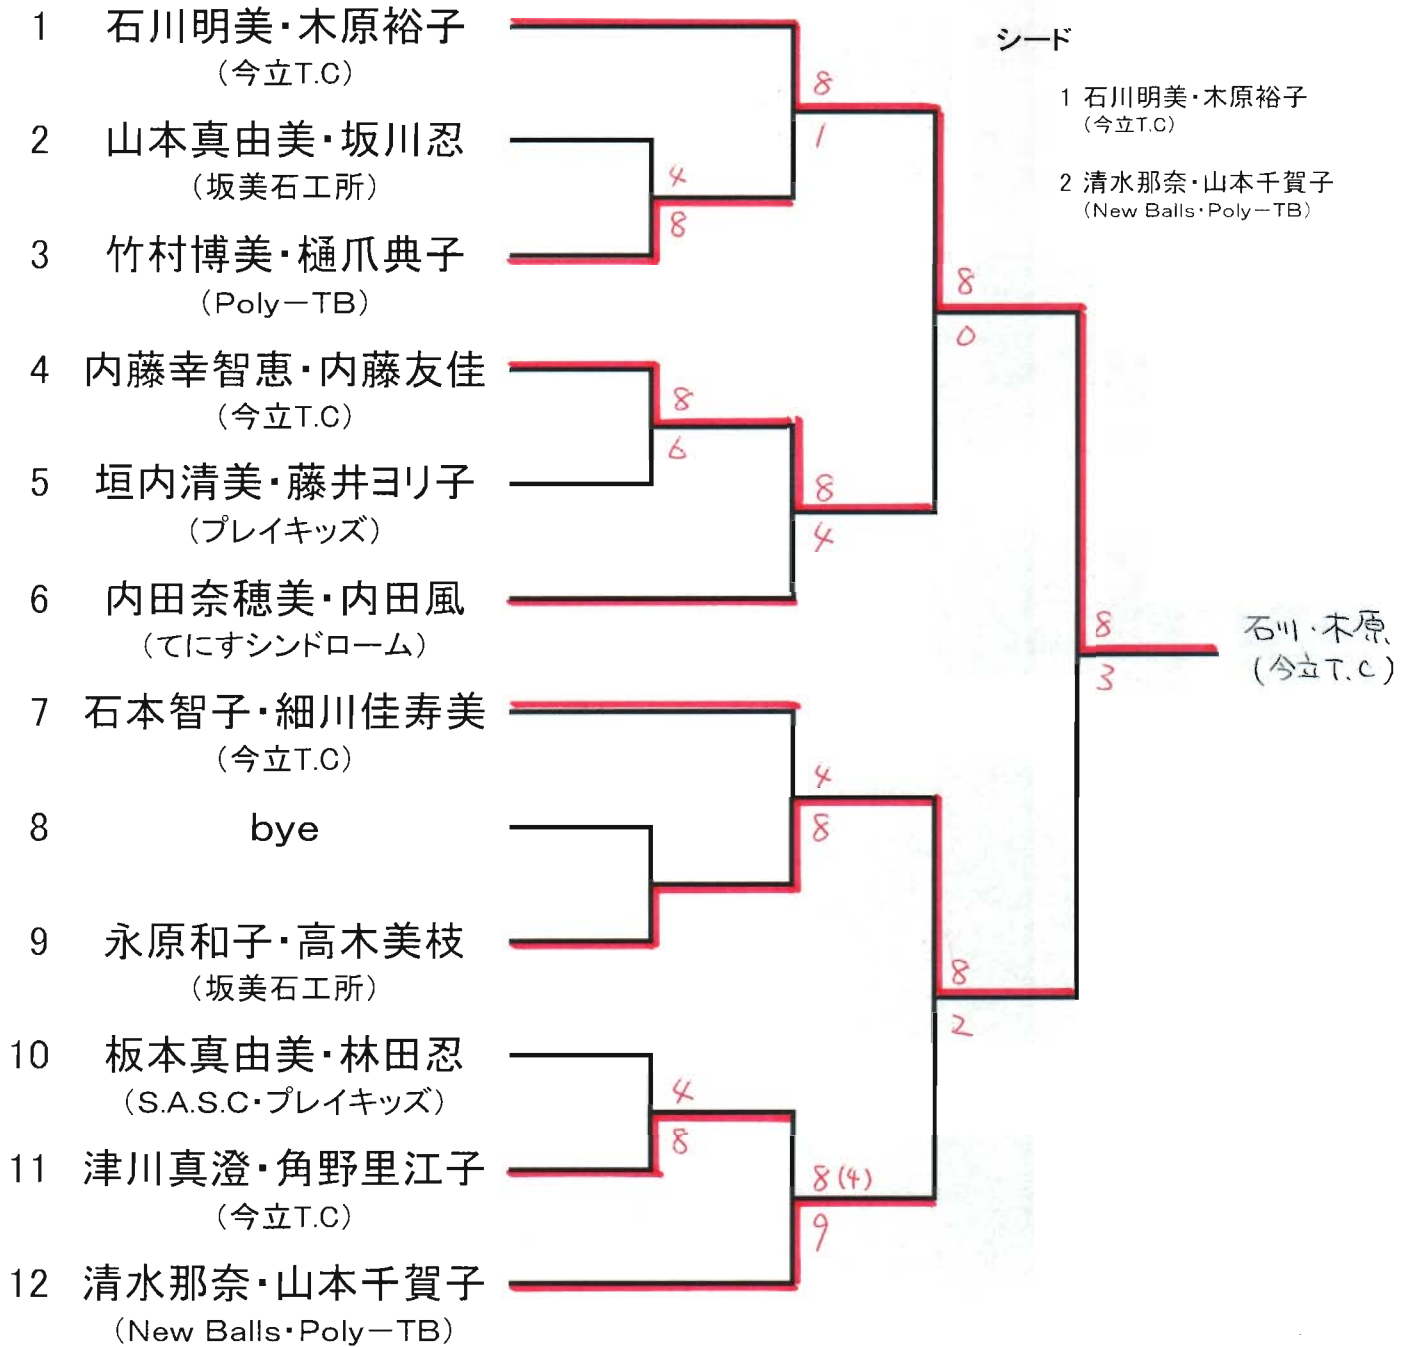 1 石川明美・木原裕子
（今立T.C）
2 山本真由美・坂川忍
（坂美石工所）
3 竹村博美・樋爪典子
（Poly－TB）
4 内藤幸智恵・内藤友佳
（今立T.C）
5 垣内清美・藤井ヨリ子
（プレイキッズ）
6 内田奈穂美・内田風
（てにすシンドローム）
7 石本智子・細川佳寿美
（今立T.C）
8 bye
9 永原和子・高木美枝
（坂美石工所）
10 板本真由美・林田忍
（S.A.S.C・プレイキッズ）
11 津川真澄・角野里江子
（今立T.C）
12 清水那奈・山本千賀子
（New Balls・Poly－TB）
4
8
8
6
4
8
8
1
8
4
4
8
8(4)
9
8
0
8
2
8
3
石川・木原
(今立T.C)
シード
1 石川明美・木原裕子
（今立T.C）
2 清水那奈・山本千賀子
（New Balls・Poly－TB）